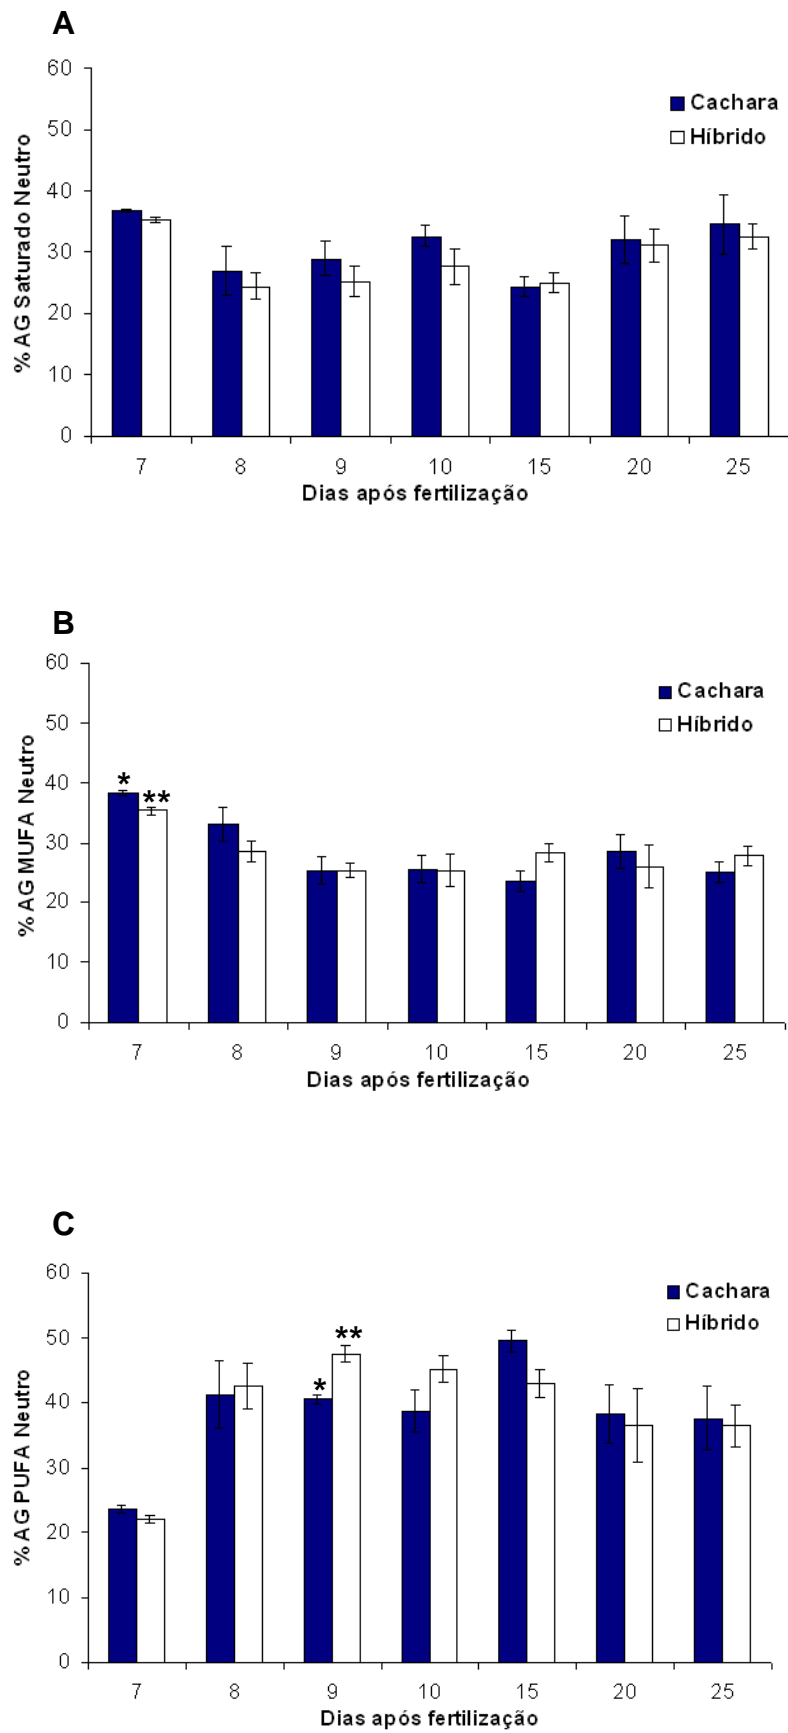 A
% AG Saturado Neutro
60
50
40
30
20
10
0
Cachara
Híbrido
7 8 9 10 15 20 25
Dias após fertilização
B
% AG MUFA Neutro
60
50
40
30
20
10
0
Cachara
Híbrido
* **
7 8 9 10 15 20 25
Dias após fertilização
C
% AG PUFA Neutro
60
50
40
30
20
10
0
Cachara
Híbrido
* **
7 8 9 10 15 20 25
Dias após fertilização